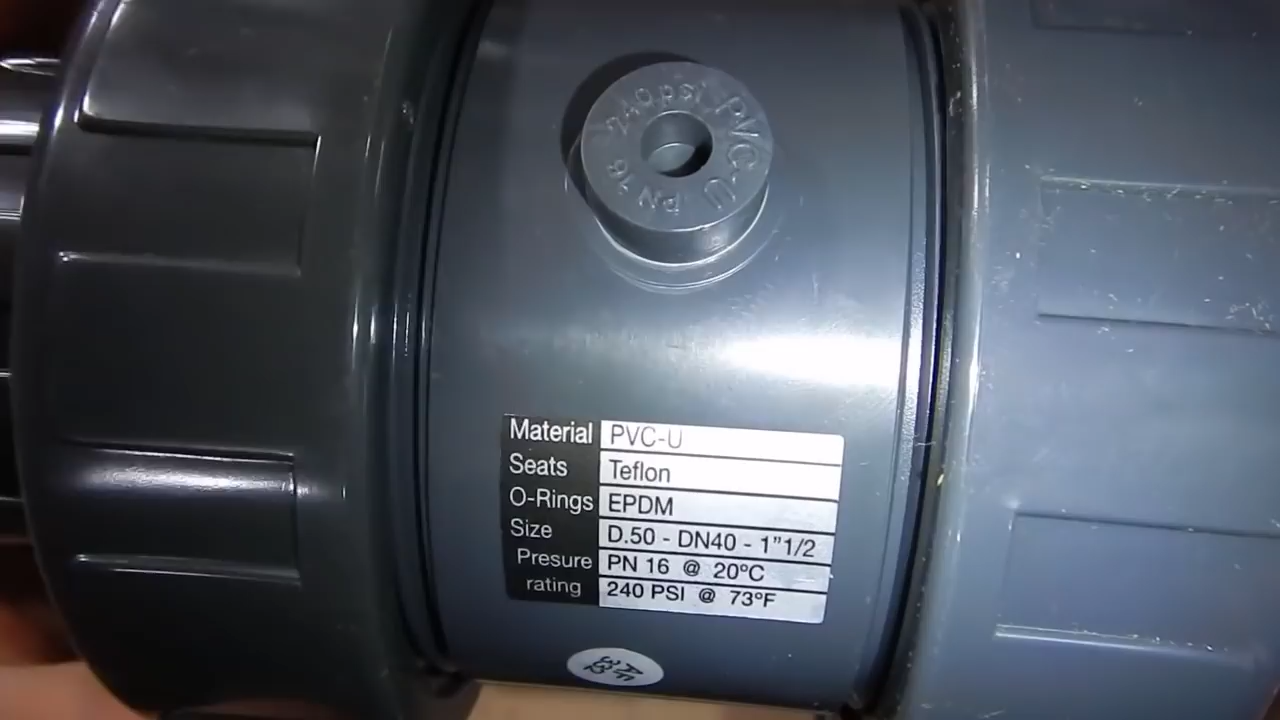 240psi PVC-U PN 16
Material PVC-U
Seats Teflon
O-Rings EPDM
Size D.50 - DN40 - 1"1/2
Presure PN 16 @ 20ºC
rating 240 PSI @ 73ºF